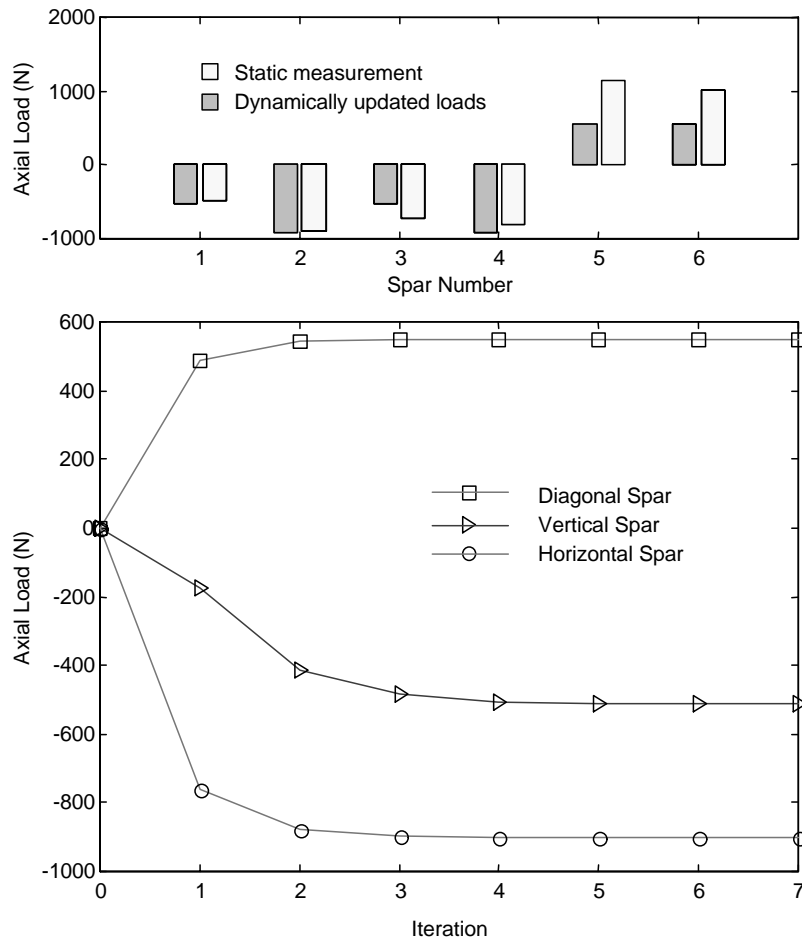 2000
1000
0
-1000
Axial Load (N)
Static measurement
Dynamically updated loads
1 2 3 4 5 6 7
Spar Number
600
400
200
0
-200
-400
-600
-800
-1000
Axial Load (N)
Diagonal Spar
Vertical Spar
Horizontal Spar
0 1 2 3 4 5 6 7
Iteration